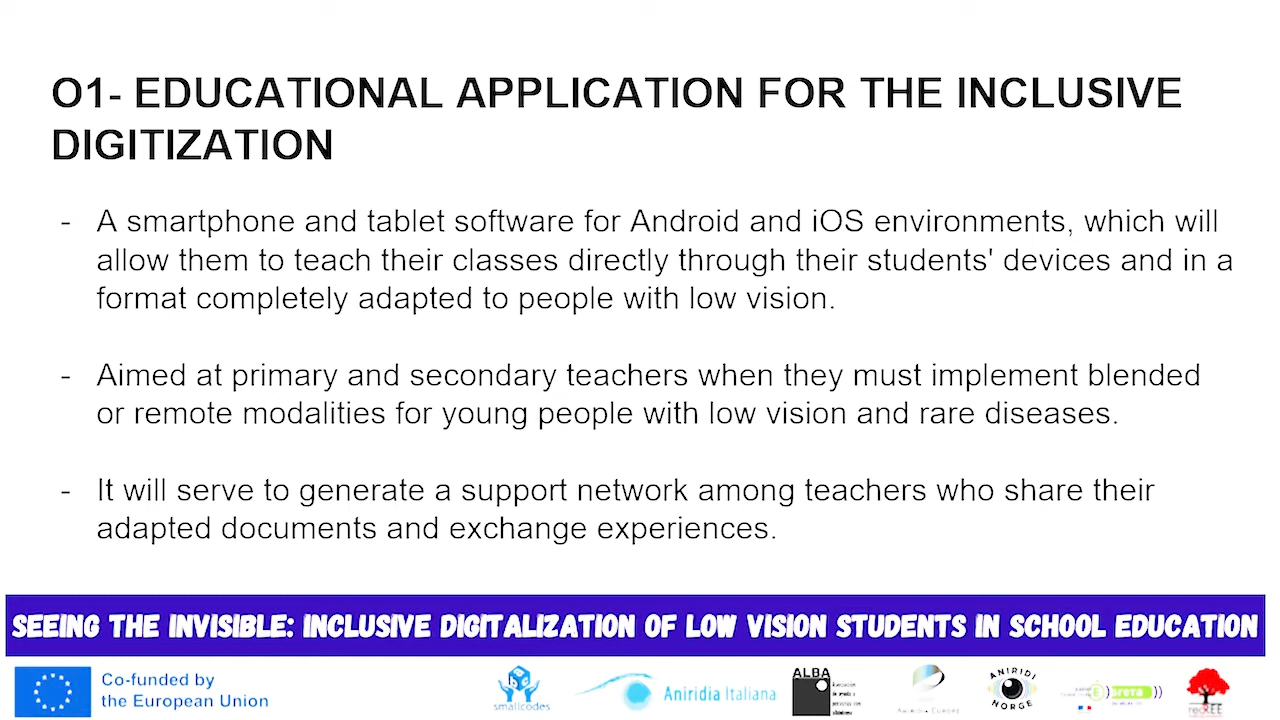 O1- EDUCATIONAL APPLICATION FOR THE INCLUSIVE
DIGITIZATION
- A smartphone and tablet software for Android and iOS environments, which will
allow them to teach their classes directly through their students' devices and in a
format completely adapted to people with low vision.
- Aimed at primary and secondary teachers when they must implement blended
or remote modalities for young people with low vision and rare diseases.
- It will serve to generate a support network among teachers who share their
adapted documents and exchange experiences.
SEEING THE INVISIBLE: INCLUSIVE DIGITALIZATION OF LOW VISION STUDENTS IN SCHOOL EDUCATION
Co-funded by
the European Union
smallcodes
Aniridia Italiana
ALBA
ANIRIDIA EUROPE
ANIRIDI
NORGE
redTREE